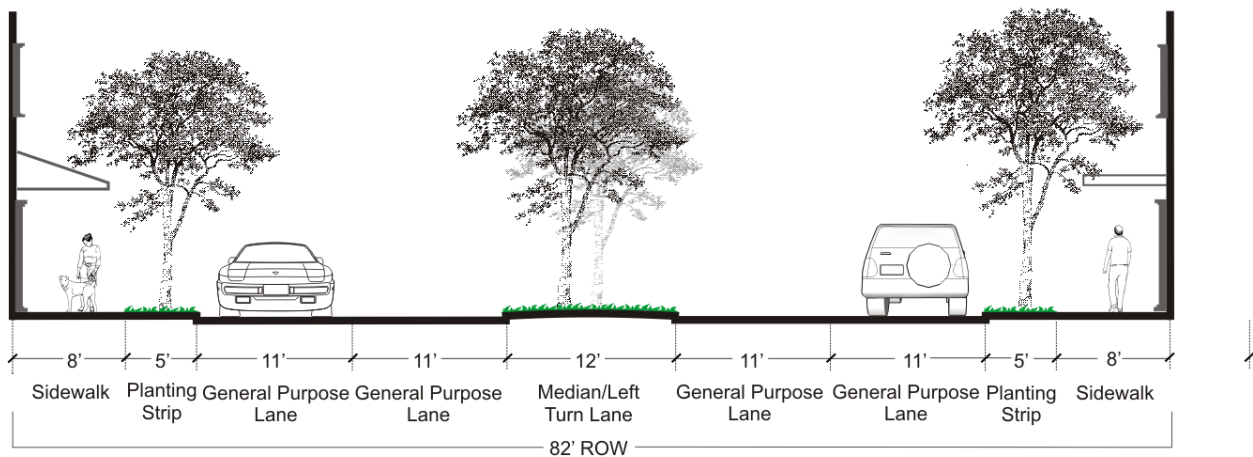 8’ 5’ 11’ 11’ 12’ 11’ 11’ 5’ 8’
Sidewalk Planting General Purpose General Purpose Median/Left General Purpose General Purpose Planting Sidewalk
Strip Lane Lane Turn Lane Lane Lane Strip
82’ ROW